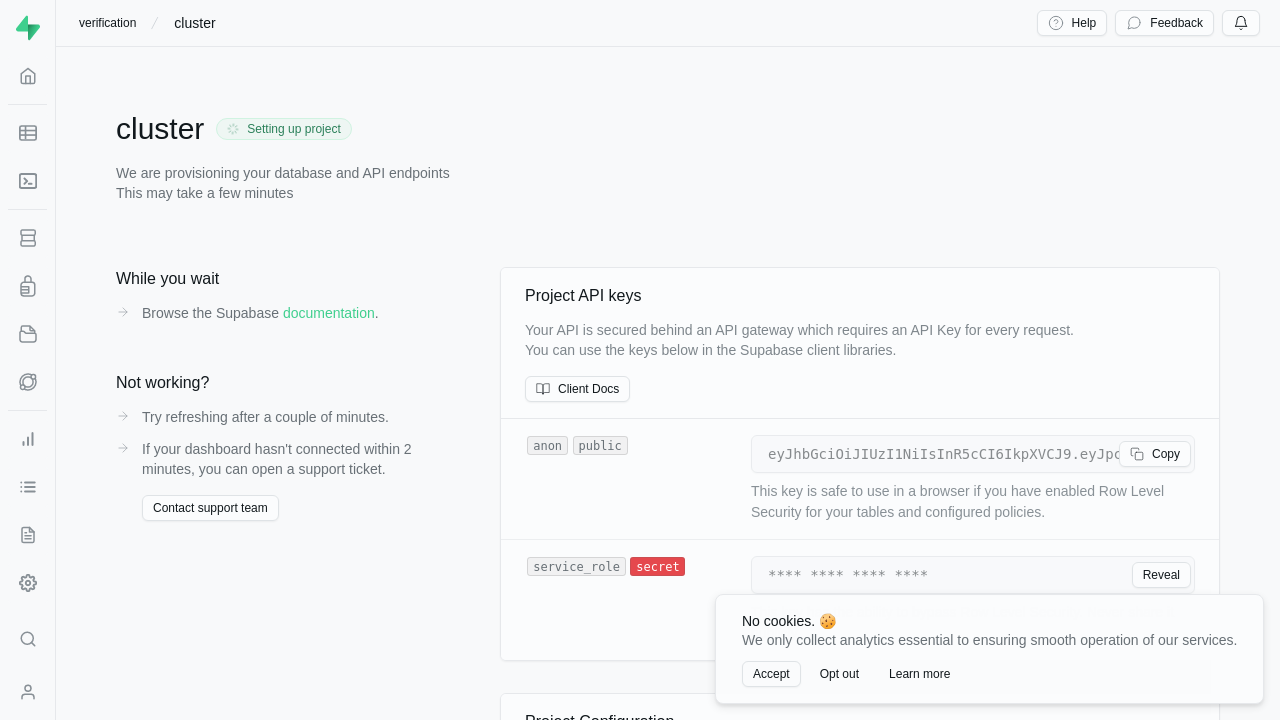 verification / cluster
Help
Feedback
cluster
Setting up project
We are provisioning your database and API endpoints
This may take a few minutes
While you wait
Browse the Supabase documentation.
Not working?
Try refreshing after a couple of minutes.
If your dashboard hasn't connected within 2
minutes, you can open a support ticket.
Contact support team
Project API keys
Your API is secured behind an API gateway which requires an API Key for every request.
You can use the keys below in the Supabase client libraries.
Client Docs
anon public
eyJhbGciOiJIUzI1NiIsInR5cCI6IkpXVCJ9.eyJpc
Copy
This key is safe to use in a browser if you have enabled Row Level
Security for your tables and configured policies.
service_role secret
**** **** **** ****
Reveal
No cookies. 🍪
We only collect analytics essential to ensuring smooth operation of our services.
Accept
Opt out
Learn more
Project Configuration